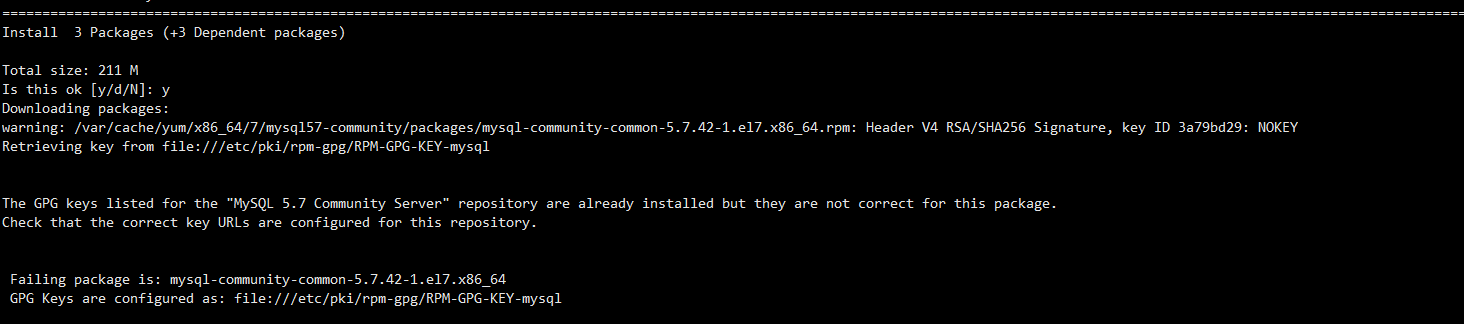 ================================================================================================================================================================================
Install  3 Packages (+3 Dependent packages)
Total size: 211 M
Is this ok [y/d/N]: y
Downloading packages:
warning: /var/cache/yum/x86_64/7/mysql57-community/packages/mysql-community-common-5.7.42-1.el7.x86_64.rpm: Header V4 RSA/SHA256 Signature, key ID 3a79bd29: NOKEY
Retrieving key from file:///etc/pki/rpm-gpg/RPM-GPG-KEY-mysql
The GPG keys listed for the "MySQL 5.7 Community Server" repository are already installed but they are not correct for this package.
Check that the correct key URLs are configured for this repository.
Failing package is: mysql-community-common-5.7.42-1.el7.x86_64
GPG Keys are configured as: file:///etc/pki/rpm-gpg/RPM-GPG-KEY-mysql